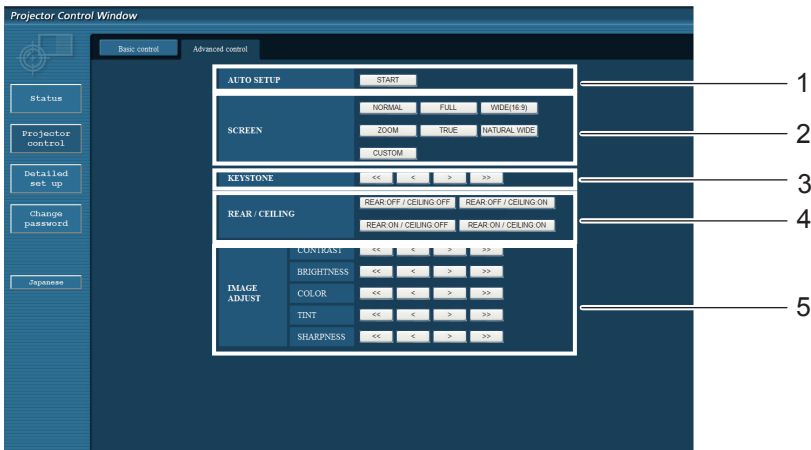 Projector Control Window
Basic control Advanced control
AUTO SETUP START 1
NORMAL FULL WIDE(16:9)
SCREEN ZOOM TRUE NATURAL WIDE 2
CUSTOM
KEYSTONE << < > >> 3
REAR / CEILING REAR:OFF / CEILING:OFF REAR:OFF / CEILING:ON
REAR:ON / CEILING:OFF REAR:ON / CEILING:ON 4
IMAGE ADJUST
CONTRAST << < > >>
BRIGHTNESS << < > >>
COLOR << < > >>
TINT << < > >>
SHARPNESS << < > >>
5
Status
Projector
control
Detailed
set up
Change
password
Japanese